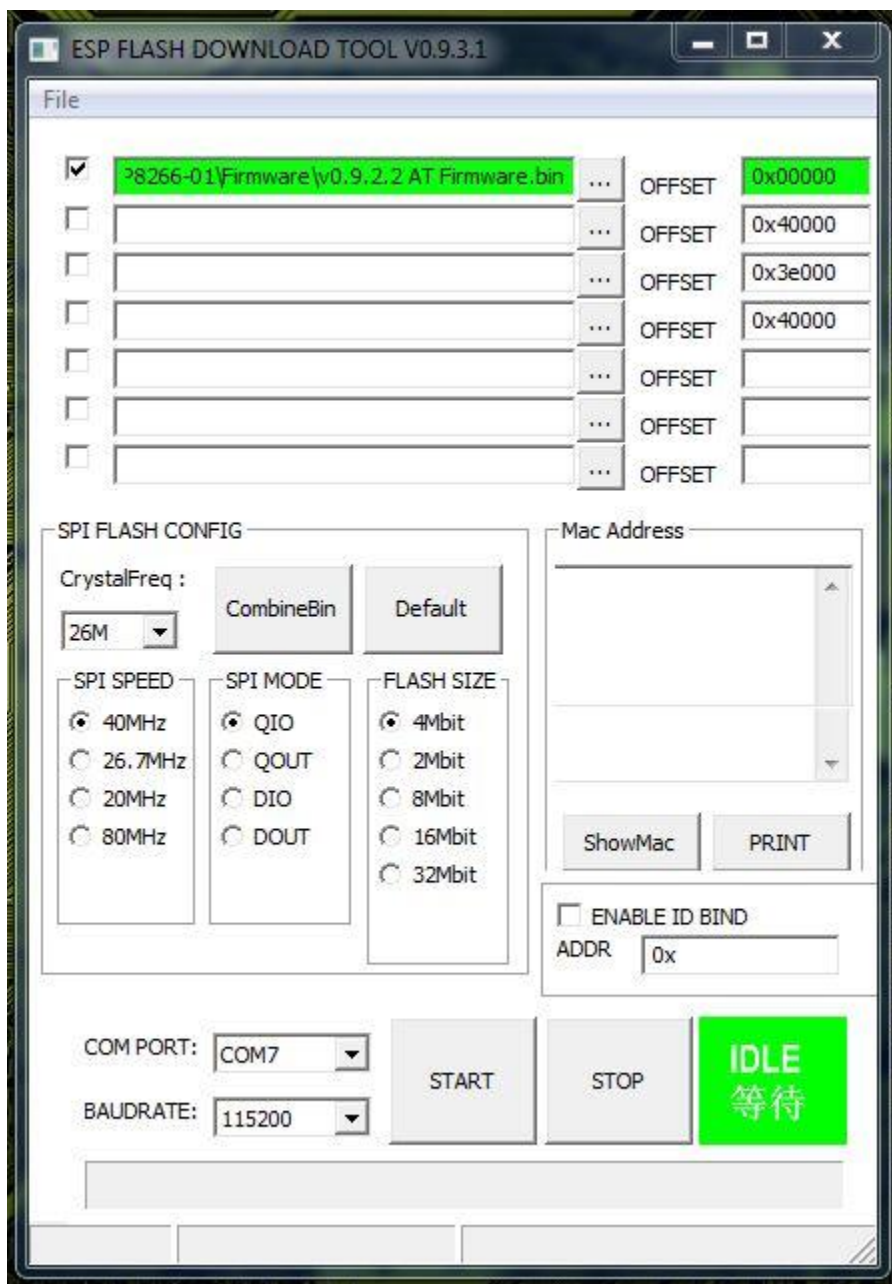 ESP FLASH DOWNLOAD TOOL V0.9.3.1
File
P8266-01\Firmware\v0.9.2.2 AT Firmware.bin ... OFFSET 0x00000
... OFFSET 0x40000
... OFFSET 0x3e000
... OFFSET 0x40000
... OFFSET
... OFFSET
... OFFSET
SPI FLASH CONFIG
CrystalFreq :
26M
CombineBin
Default
SPI SPEED
40MHz
26.7MHz
20MHz
80MHz
SPI MODE
QIO
QOUT
DIO
DOUT
FLASH SIZE
4Mbit
2Mbit
8Mbit
16Mbit
32Mbit
Mac Address
ShowMac
PRINT
ENABLE ID BIND
ADDR 0x
COM PORT: COM7
BAUDRATE: 115200
START
STOP
IDLE
等待